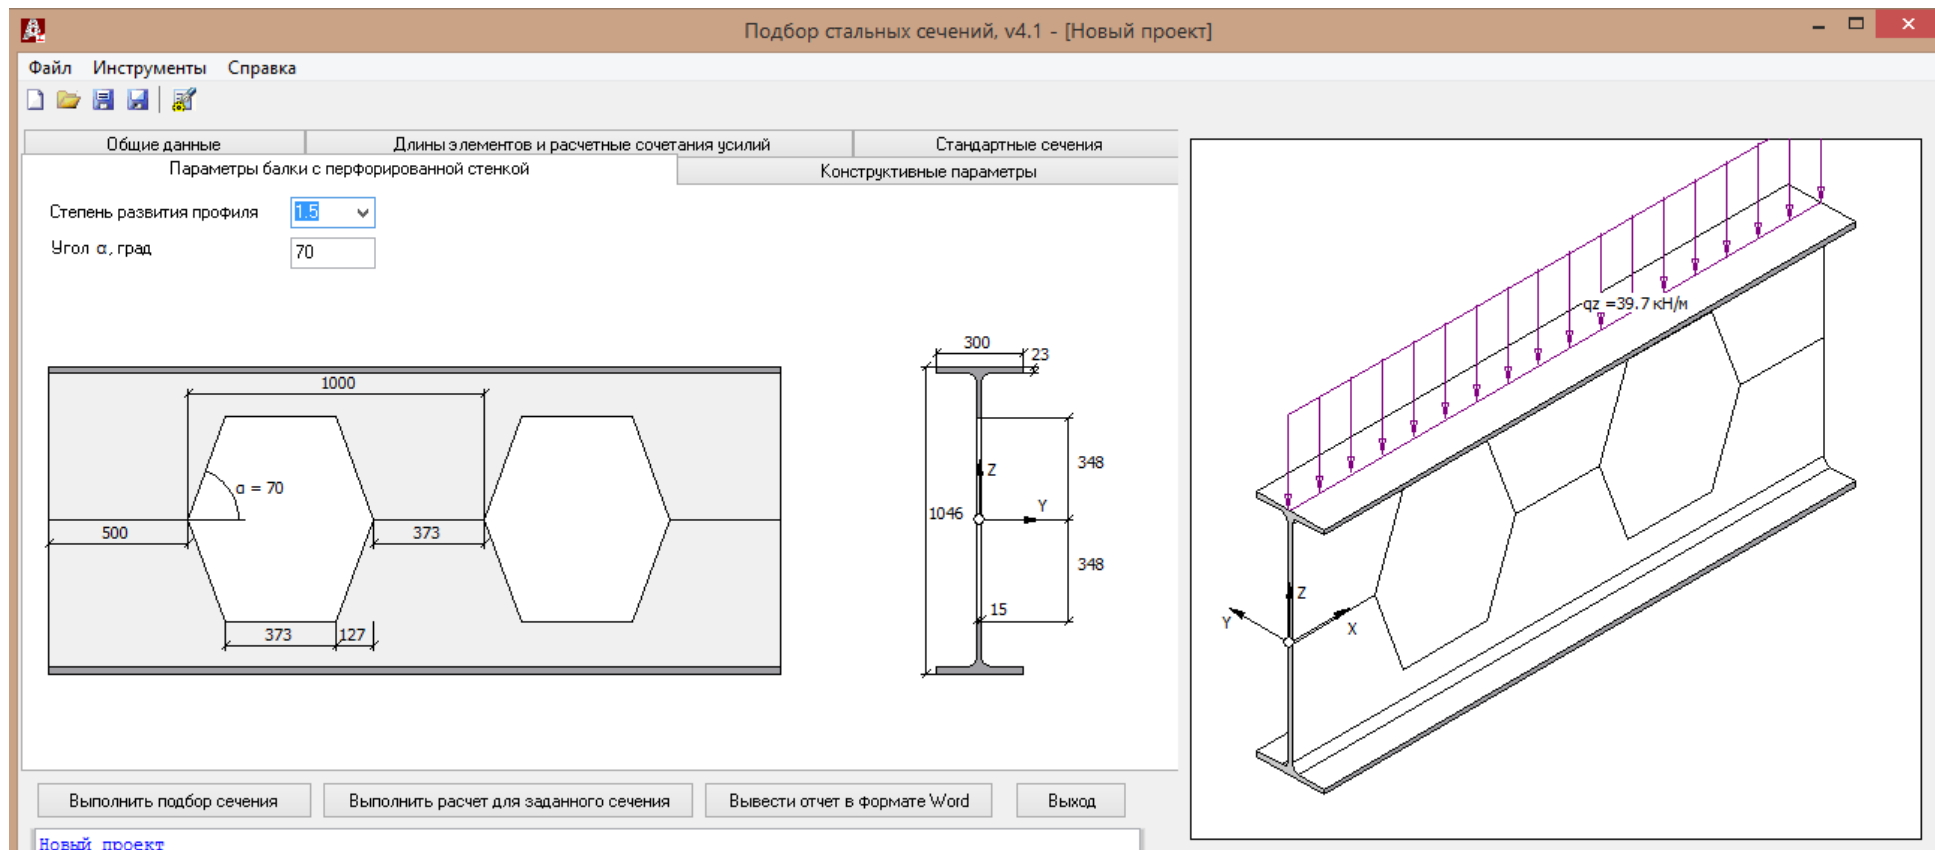 Подбор стальных сечений, v4.1 - [Новый проект]
Файл Инструменты Справка
Общие данные Длины элементов и расчетные сочетания усилий Стандартные сечения
Параметры балки с перфорированной стенкой Конструктивные параметры
Степень развития профиля 1.5
Угол α, град 70
1000
α = 70
500
373
373
127
300
23
Z
Y
1046
348
348
15
qz =39.7 кН/м
Z
Y
X
Выполнить подбор сечения Выполнить расчет для заданного сечения Вывести отчет в формате Word Выход
Новый проект